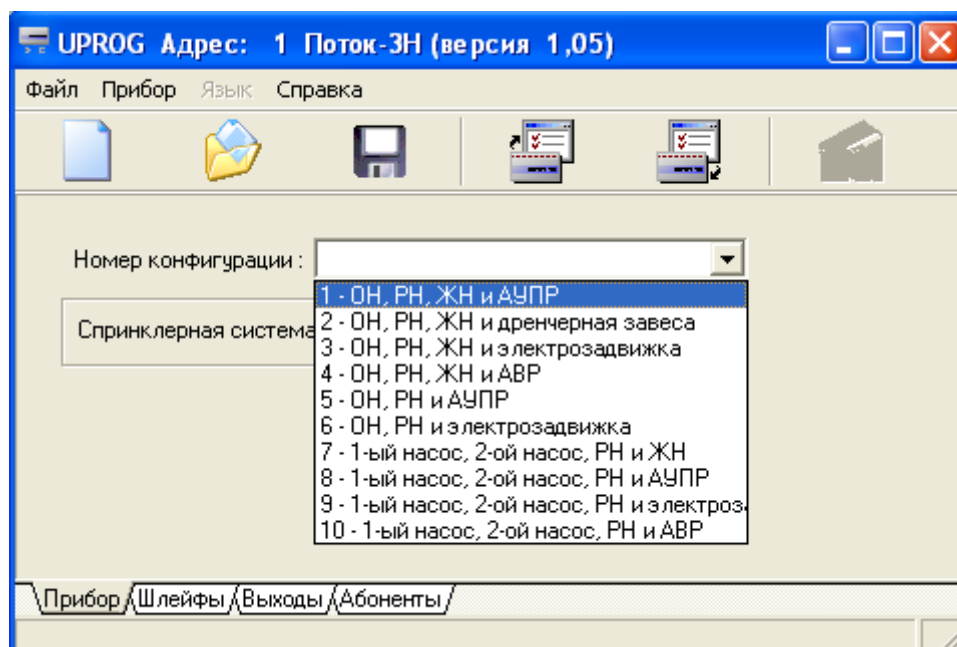 UPROG Адрес: 1 Поток-3Н (версия 1,05)
Файл Прибор Язык Справка
Номер конфигурации :
1 - ОН, РН, ЖН и АУПР
Спринклерная система
2 - ОН, РН, ЖН и дренчерная завеса
3 - ОН, РН, ЖН и электрозадвижка
4 - ОН, РН, ЖН и АВР
5 - ОН, РН и АУПР
6 - ОН, РН и электрозадвижка
7 - 1-ый насос, 2-ой насос, РН и ЖН
8 - 1-ый насос, 2-ой насос, РН и АУПР
9 - 1-ый насос, 2-ой насос, РН и электроз
10 - 1-ый насос, 2-ой насос, РН и АВР
Прибор Шлейфы Выходы Абоненты